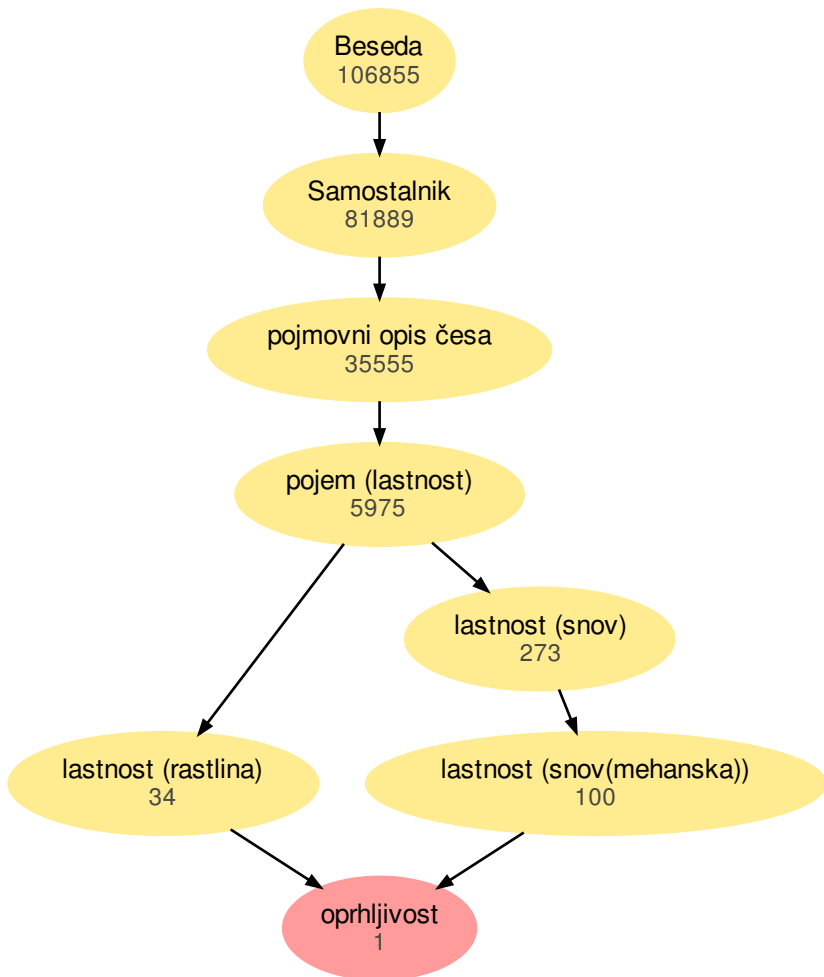 Beseda
106855
Samostalnik
81889
pojmovni opis česa
35555
pojem (lastnost)
5975
lastnost (snov)
273
lastnost (rastlina)
34
lastnost (snov(mehanska))
100
oprhljivost
1